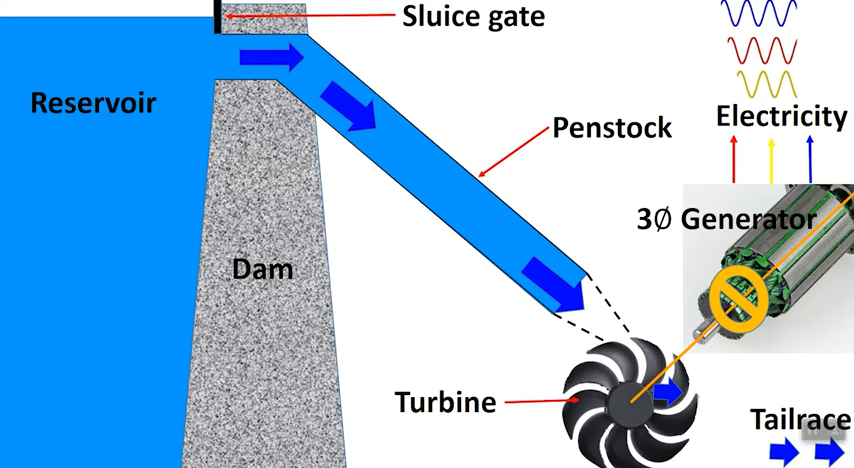 Sluice gate
Reservoir
Electricity
Penstock
3Ø Generator
Dam
Turbine
Tailrace